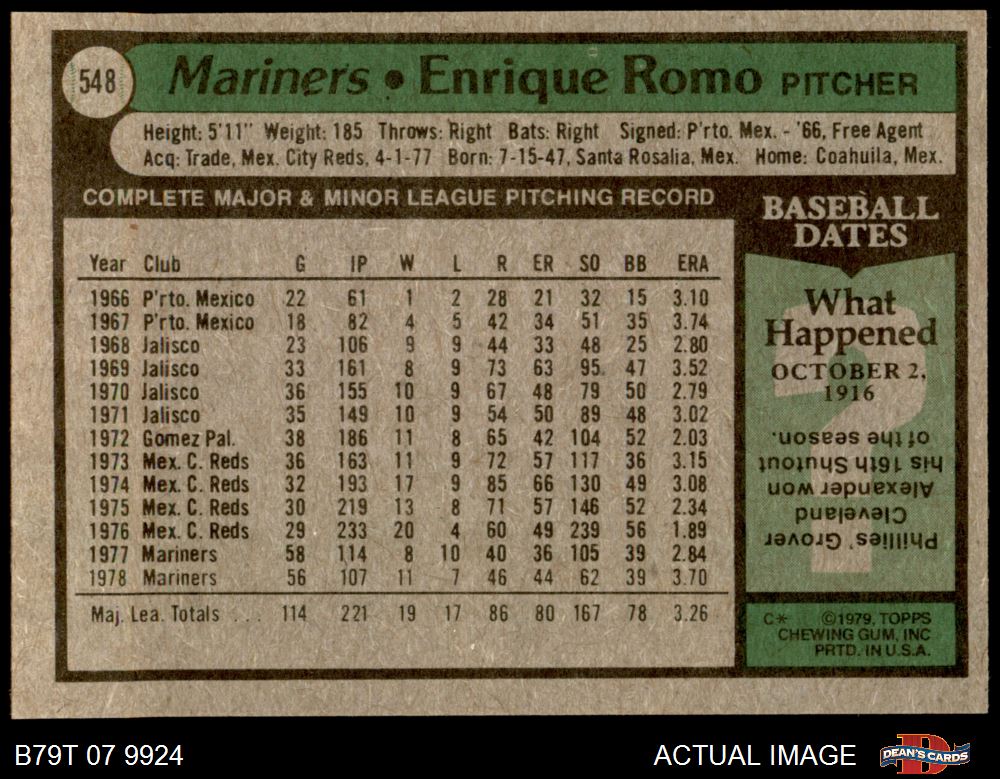 548
Mariners • Enrique Romo PITCHER
Height: 5'11" Weight: 185 Throws: Right Bats: Right Signed: P'rto. Mex. - '66, Free Agent
Acq: Trade, Mex. City Reds, 4-1-77 Born: 7-15-47, Santa Rosalia, Mex. Home: Coahuila, Mex.
COMPLETE MAJOR & MINOR LEAGUE PITCHING RECORD
Year Club G IP W L R ER SO BB ERA
1966 P'rto. Mexico 22 61 1 2 28 21 32 15 3.10
1967 P'rto. Mexico 18 82 4 5 42 34 51 35 3.74
1968 Jalisco 23 106 9 9 44 33 48 25 2.80
1969 Jalisco 33 161 8 9 73 63 95 47 3.52
1970 Jalisco 36 155 10 9 67 48 79 50 2.79
1971 Jalisco 35 149 10 9 54 50 89 48 3.02
1972 Gomez Pal. 38 186 11 8 65 42 104 52 2.03
1973 Mex. C. Reds 36 163 11 9 72 57 117 36 3.15
1974 Mex. C. Reds 32 193 17 9 85 66 130 49 3.08
1975 Mex. C. Reds 30 219 13 8 71 57 146 52 2.34
1976 Mex. C. Reds 29 233 20 4 60 49 239 56 1.89
1977 Mariners 58 114 8 10 40 36 105 39 2.84
1978 Mariners 56 107 11 7 46 44 62 39 3.70
Maj. Lea. Totals . . . 114 221 19 17 86 80 167 78 3.26
BASEBALL
DATES
What
Happened
OCTOBER 2,
1916
?
Phillies' Grover
Cleveland
Alexander won
his 16th Shutout
of the season.
C* ©1979, TOPPS
CHEWING GUM, INC
PRTD. IN U.S.A.
B79T 07 9924
ACTUAL IMAGE
D
DEAN'S CARDS